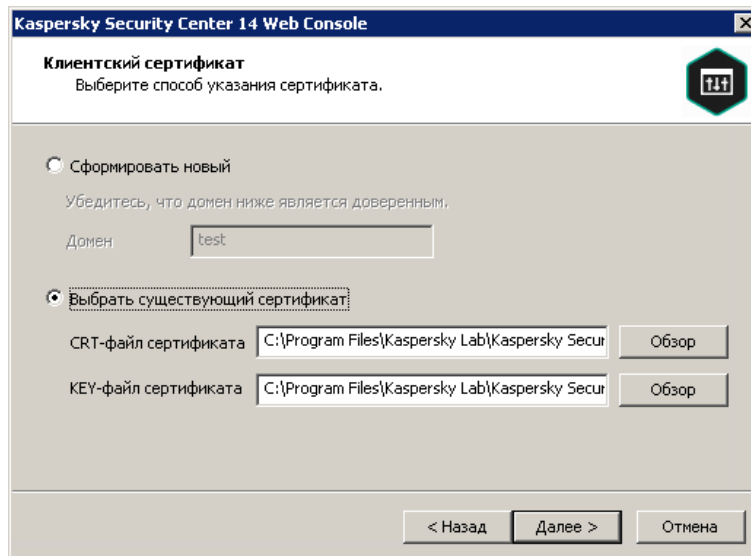 Kaspersky Security Center 14 Web Console
Клиентский сертификат
Выберите способ указания сертификата.
Сформировать новый
Убедитесь, что домен ниже является доверенным.
Домен test
Выбрать существующий сертификат
CRT-файл сертификата C:\Program Files\Kaspersky Lab\Kaspersky Secur Обзор
KEY-файл сертификата C:\Program Files\Kaspersky Lab\Kaspersky Secur Обзор
< Назад Далее > Отмена